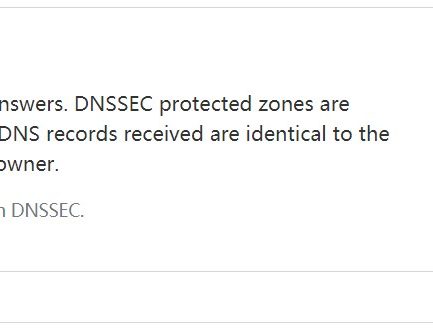 nswers. DNSSEC protected zones are
DNS records received are identical to the
owner.
n DNSSEC.